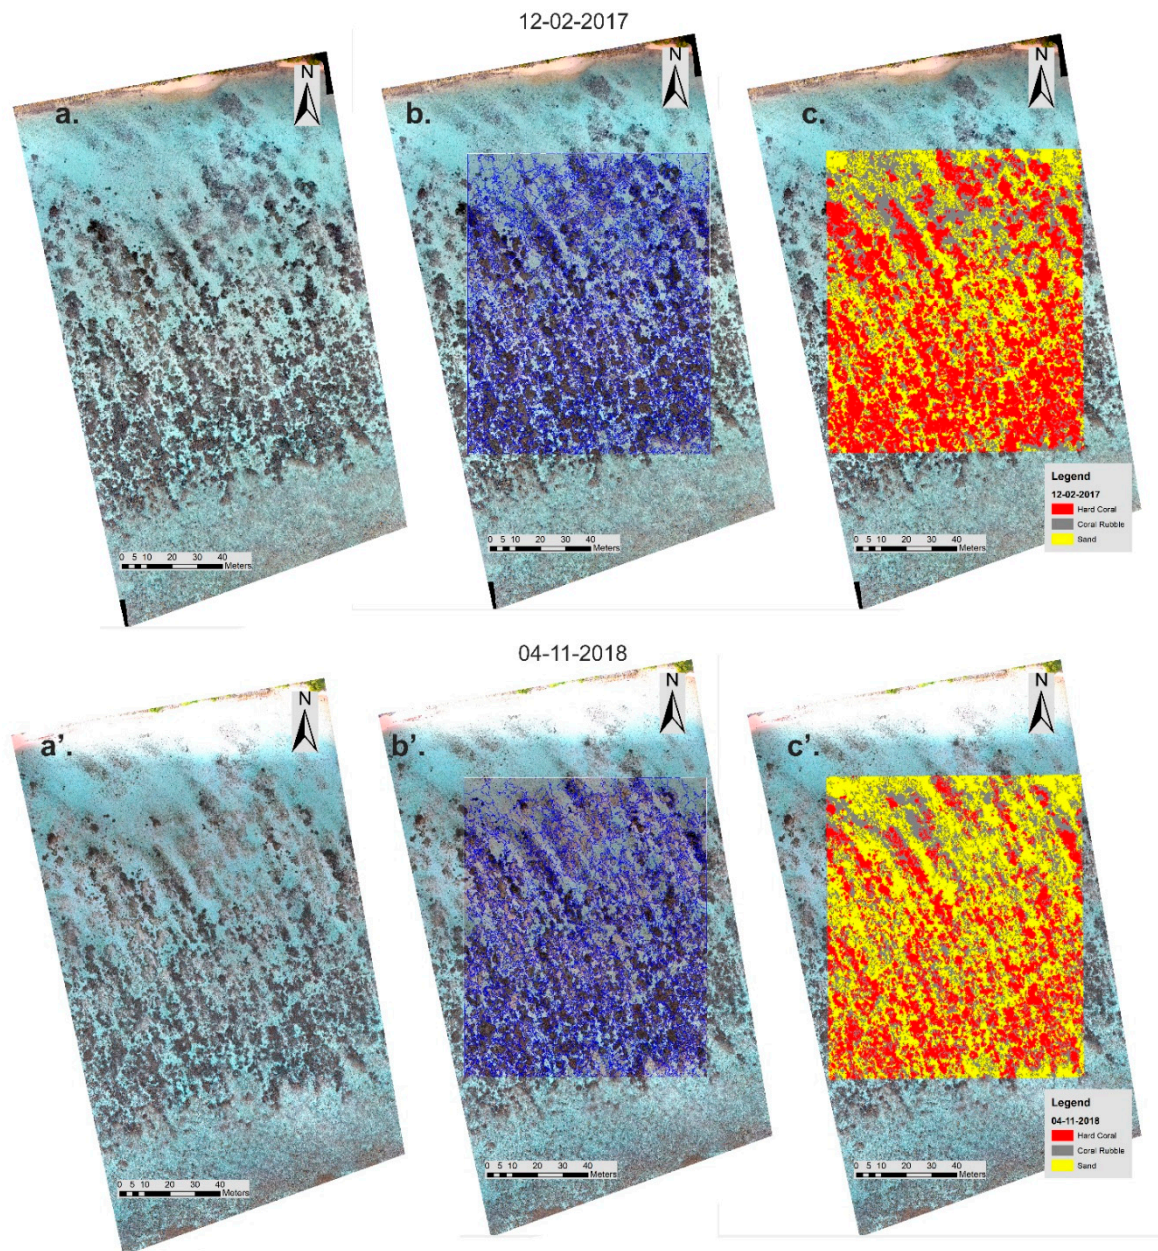 12-02-2017
N
N
N
a.
b.
c.
Legend
12-02-2017
Hard Coral
Coral Rubble
Sand
0 5 10 20 30 40
Meters
0 5 10 20 30 40
Meters
0 5 10 20 30 40
Meters
04-11-2018
N
N
N
a'.
b'.
c'.
Legend
04-11-2018
Hard Coral
Coral Rubble
Sand
0 5 10 20 30 40
Meters
0 5 10 20 30 40
Meters
0 5 10 20 30 40
Meters